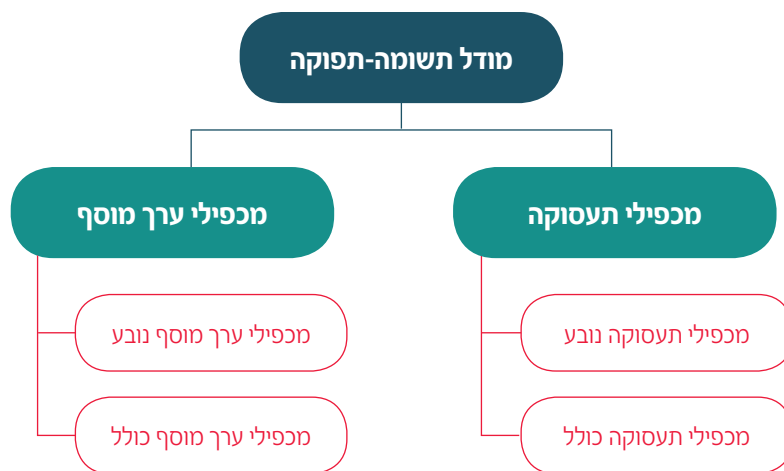 מודל תשומה-תפוקה
מכפילי תעסוקה
מכפילי ערך מוסף
מכפילי תעסוקה נובע
מכפילי ערך מוסף נובע
מכפילי תעסוקה כולל
מכפילי ערך מוסף כולל